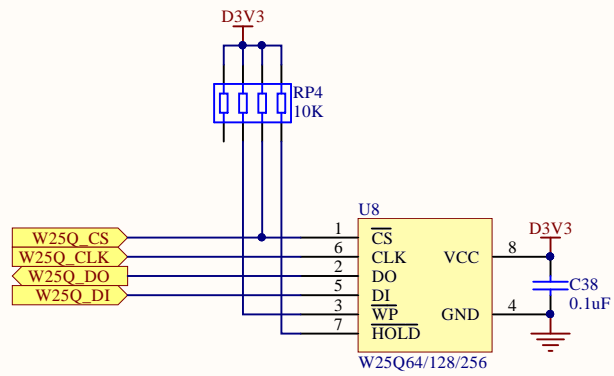 D3V3
RP4
10K
U8
W25Q_CS 1 CS VCC 8 D3V3
W25Q_CLK 6 CLK
W25Q_DO 2 DO
W25Q_DI 5 DI
3 WP GND 4
7 HOLD
C38
0.1uF
W25Q64/128/256